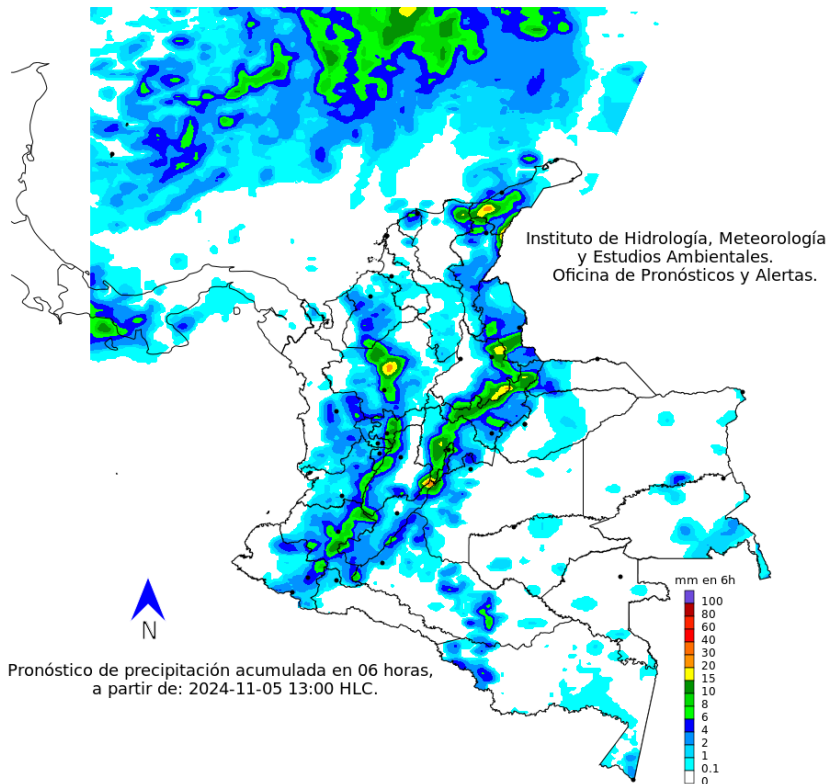 Instituto de Hidrología, Meteorología
y Estudios Ambientales.
Oficina de Pronósticos y Alertas.
N
Pronóstico de precipitación acumulada en 06 horas,
a partir de: 2024-11-05 13:00 HLC.
mm en 6h
100
80
60
40
30
20
15
10
8
6
4
2
1
0.1
0